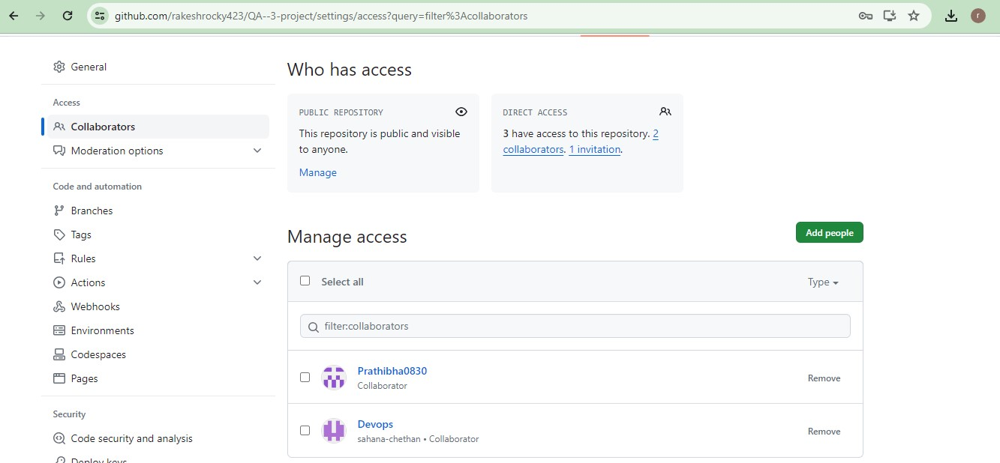 github.com/rakeshrocky423/QA--3-project/settings/access?query=filter%3Acollaborators
r
General
Access
Collaborators
Moderation options
Code and automation
Branches
Tags
Rules
Actions
Webhooks
Environments
Codespaces
Pages
Security
Code security and analysis
Deploy keys
Who has access
PUBLIC REPOSITORY
This repository is public and visible
to anyone.
Manage
DIRECT ACCESS
3 have access to this repository. 2
collaborators. 1 invitation.
Manage access
Add people
Select all
Type
filter:collaborators
Prathibha0830
Collaborator
Remove
Devops
sahana-chethan • Collaborator
Remove